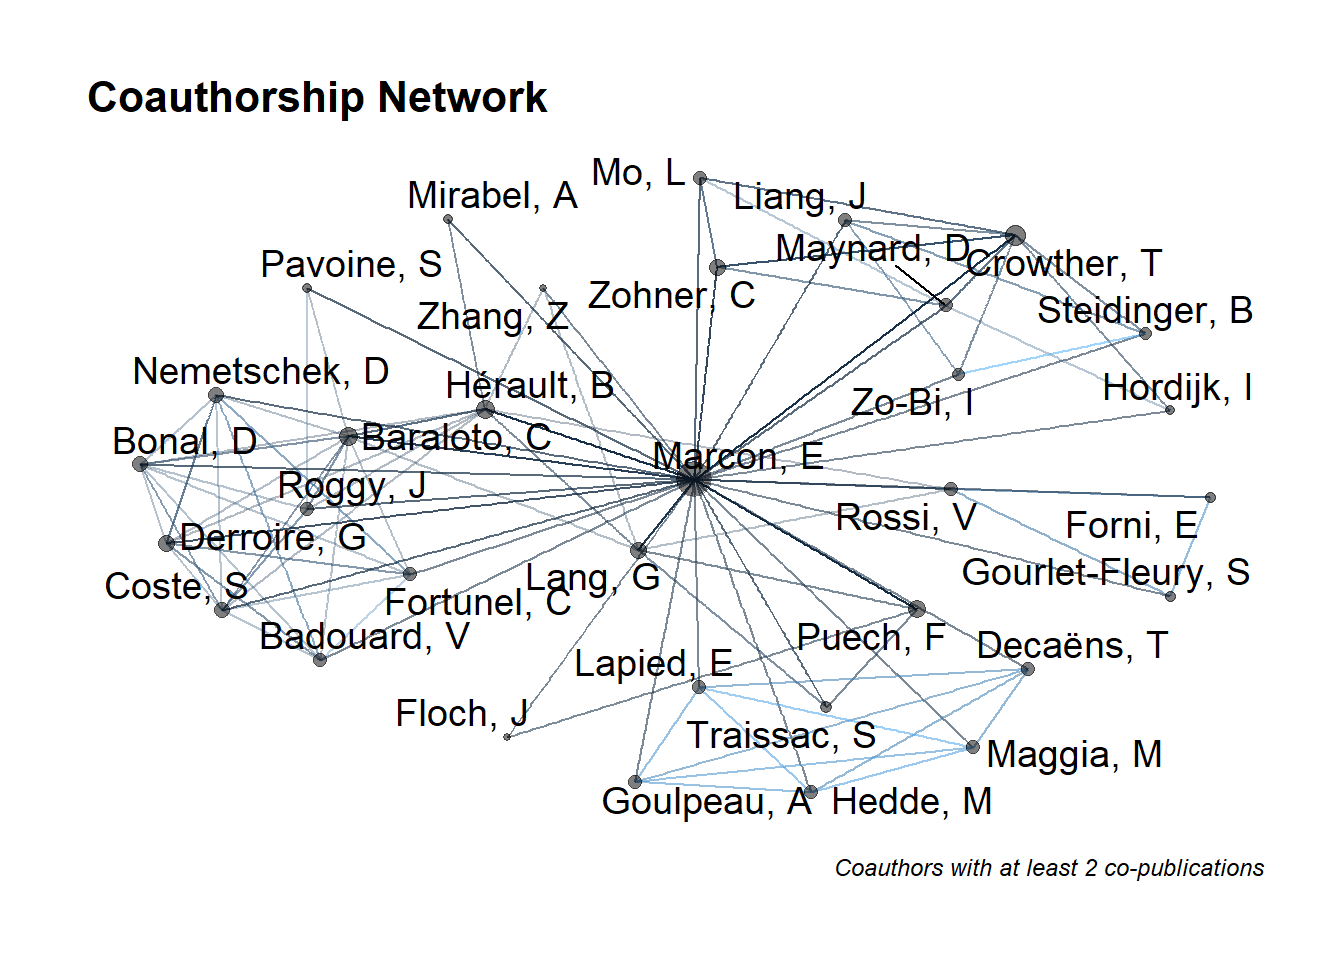 Coauthorship Network
Mo, L
Liang, J
Mirabel, A
Maynard, D
Crowther, T
Pavoine, S
Zohner, C
Steidinger, B
Zhang, Z
Nemetschek, D
Hérault, B
Hordijk, I
Zo-Bi, I
Bonal, D
Baraloto, C
Marcon, E
Roggy, J
Rossi, V
Forni, E
Derroire, G
Gourlet-Fleury, S
Lang, G
Coste, S
Fortunel, C
Badouard, V
Puech, F
Decaëns, T
Lapied, E
Floch, J
Traissac, S
Maggia, M
Goulpeau, A
Hedde, M
Coauthors with at least 2 co-publications